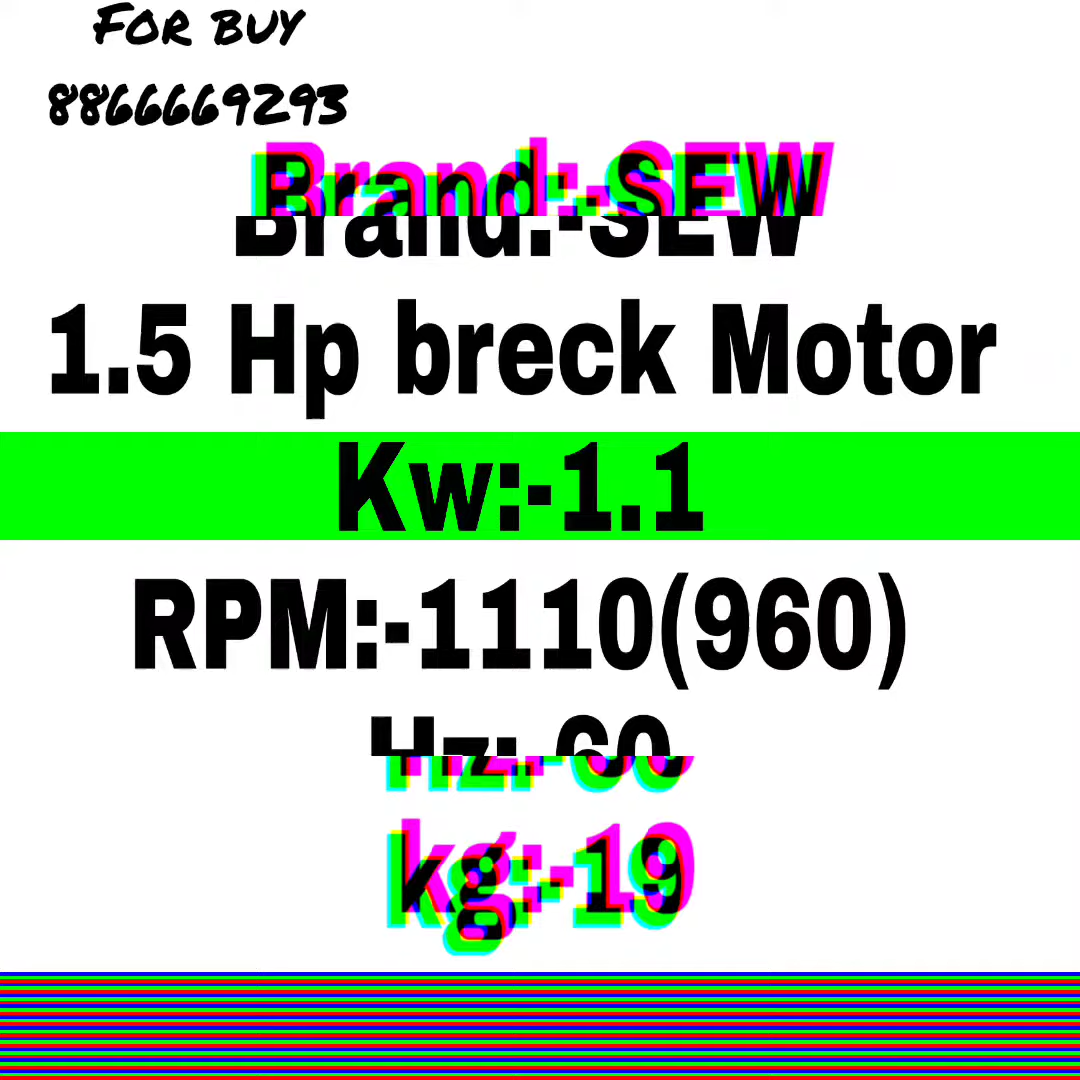 FOR BUY
8866669293
Brand:-SEW
1.5 Hp breck Motor
Kw:-1.1
RPM:-1110(960)
Hz:-60
kg:-19